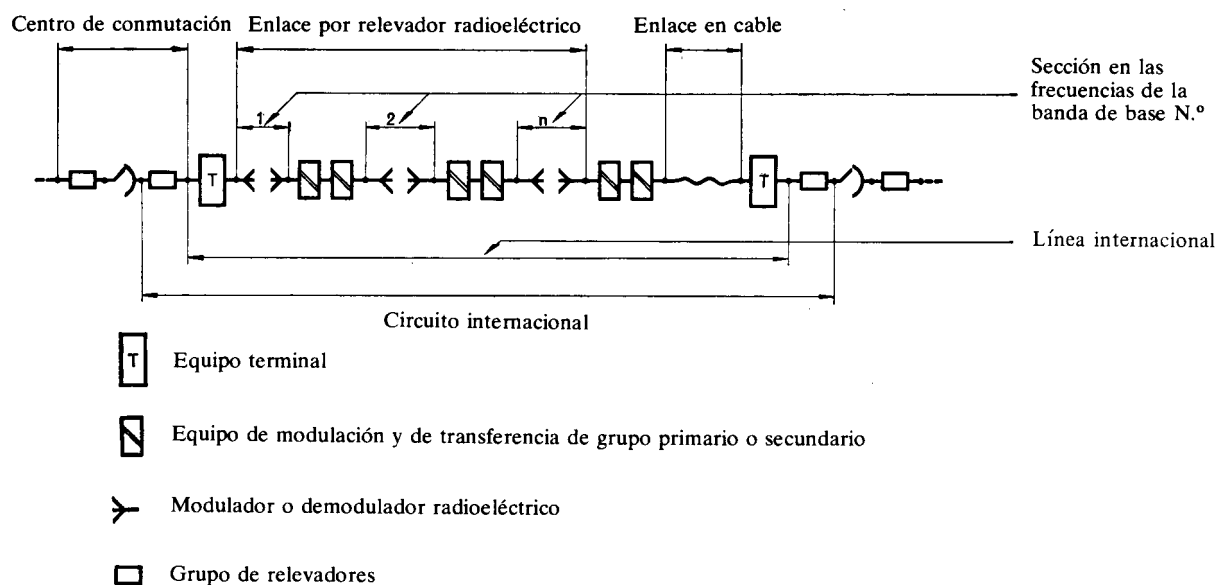 Centro de conmutación
Enlace por relevador radioeléctrico
Enlace en cable
Sección en las
frecuencias de la
banda de base N.º
1
2
n
T
T
Línea internacional
Circuito internacional
T
Equipo terminal
Equipo de modulación y de transferencia de grupo primario o secundario
Modulador o demodulador radioeléctrico
Grupo de relevadores